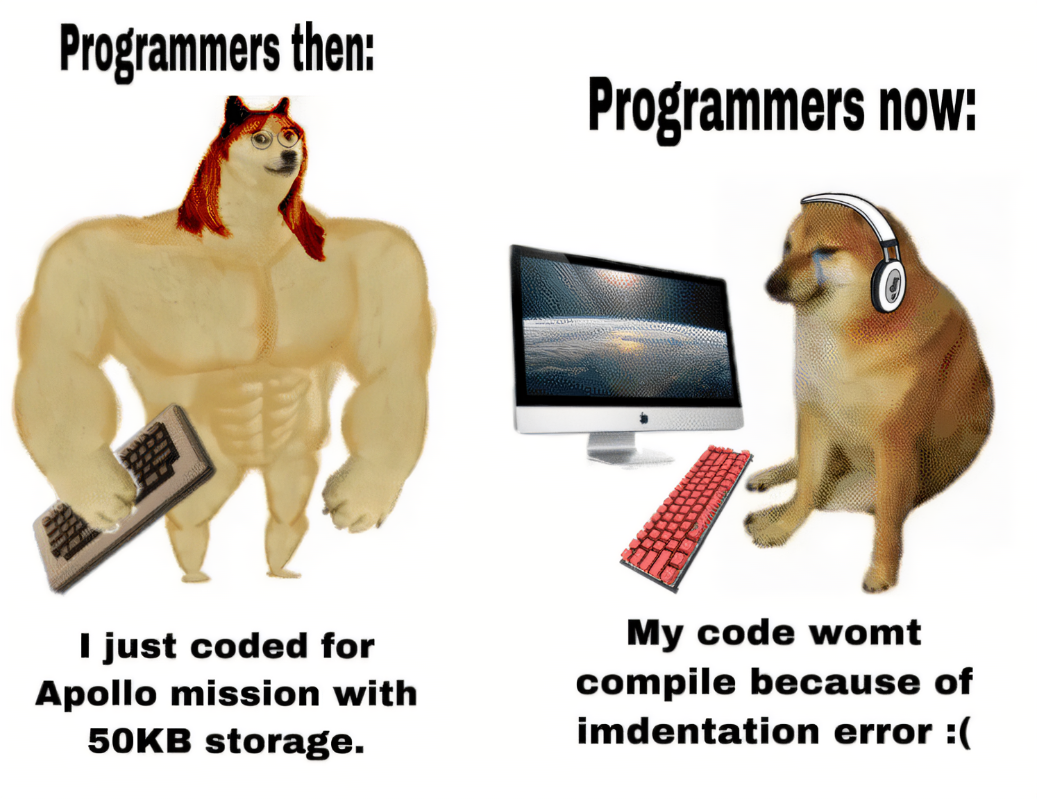 Programmers then:
I just coded for
Apollo mission with
50KB storage.
Programmers now:
My code womt
compile because of
imdentation error :(